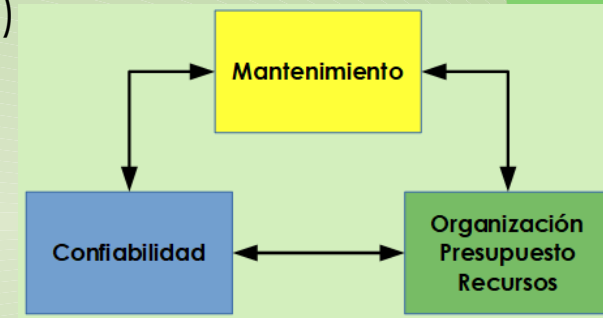 )
Mantenimiento
Confiabilidad
Organización
Presupuesto
Recursos